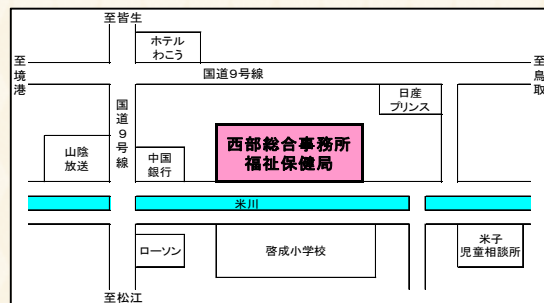 至皆生
ホテル
わこう
至境港
国道9号線
至鳥取
日産
プリンス
国道9号線
山陰
放送
中国
銀行
西部総合事務所
福祉保健局
米川
ローソン
啓成小学校
米子
児童相談所
至松江